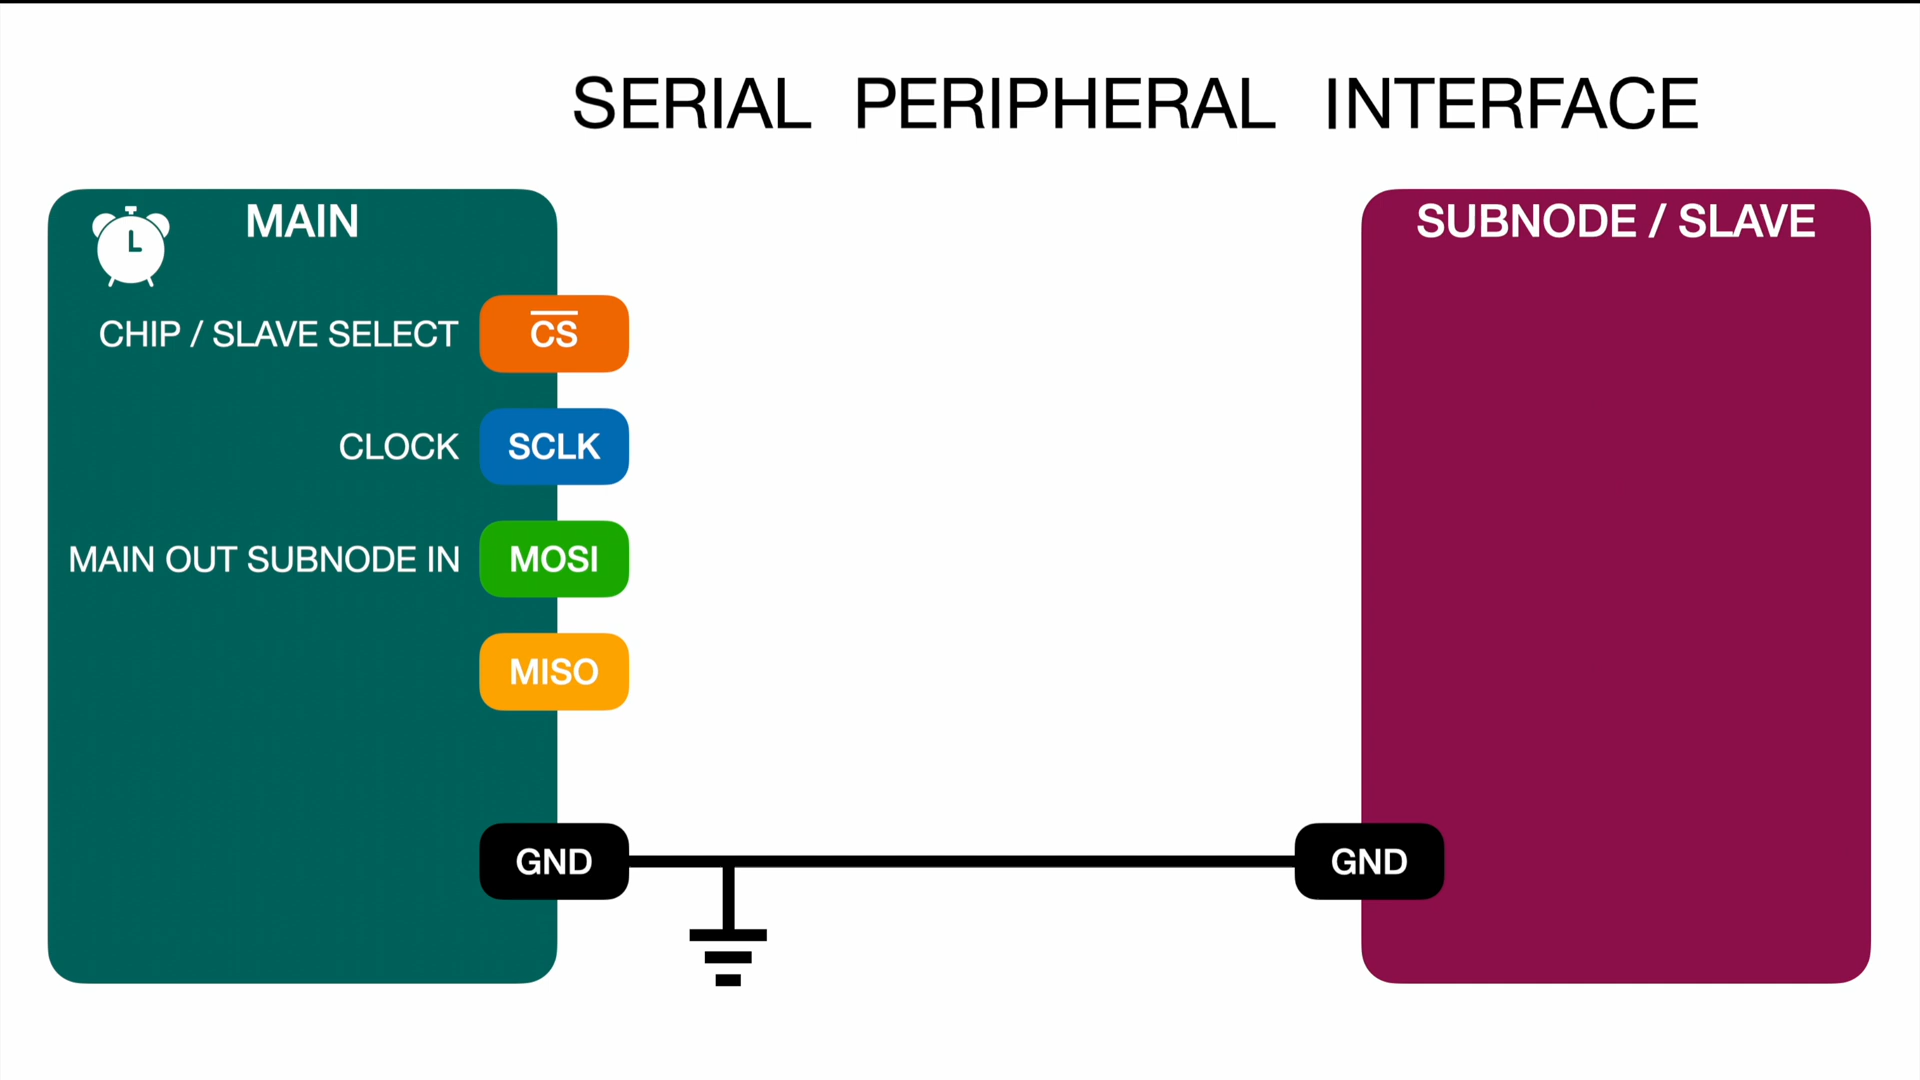 SERIAL PERIPHERAL INTERFACE
MAIN
SUBNODE / SLAVE
CHIP / SLAVE SELECT
C̅S̅
CLOCK
SCLK
MAIN OUT SUBNODE IN
MOSI
MISO
GND
GND